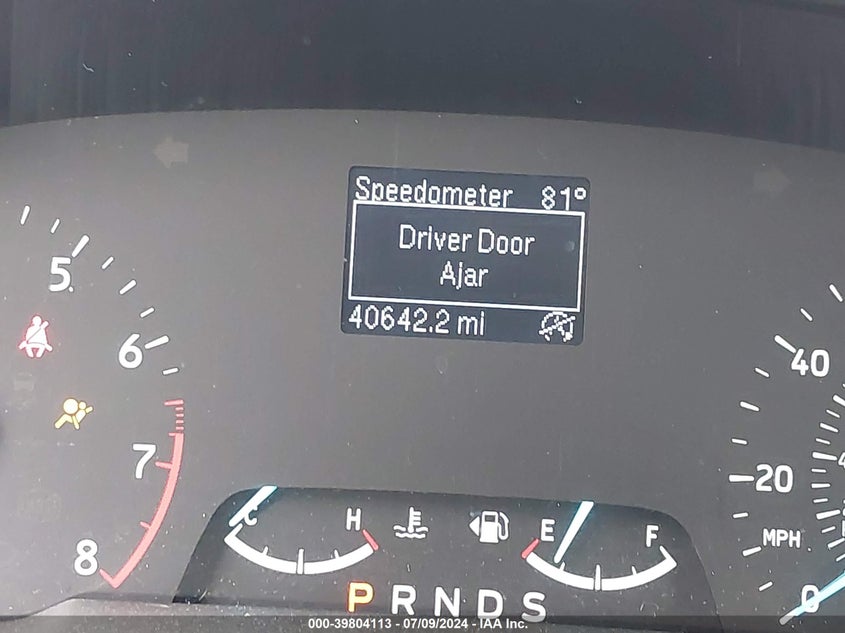 Speedometer 81°
Driver Door
Ajar
40642.2 mi
5
6
7
8
40
20
MPH
0
C H
E F
P R N D S
000-39804113 - 07/09/2024 - IAA Inc.